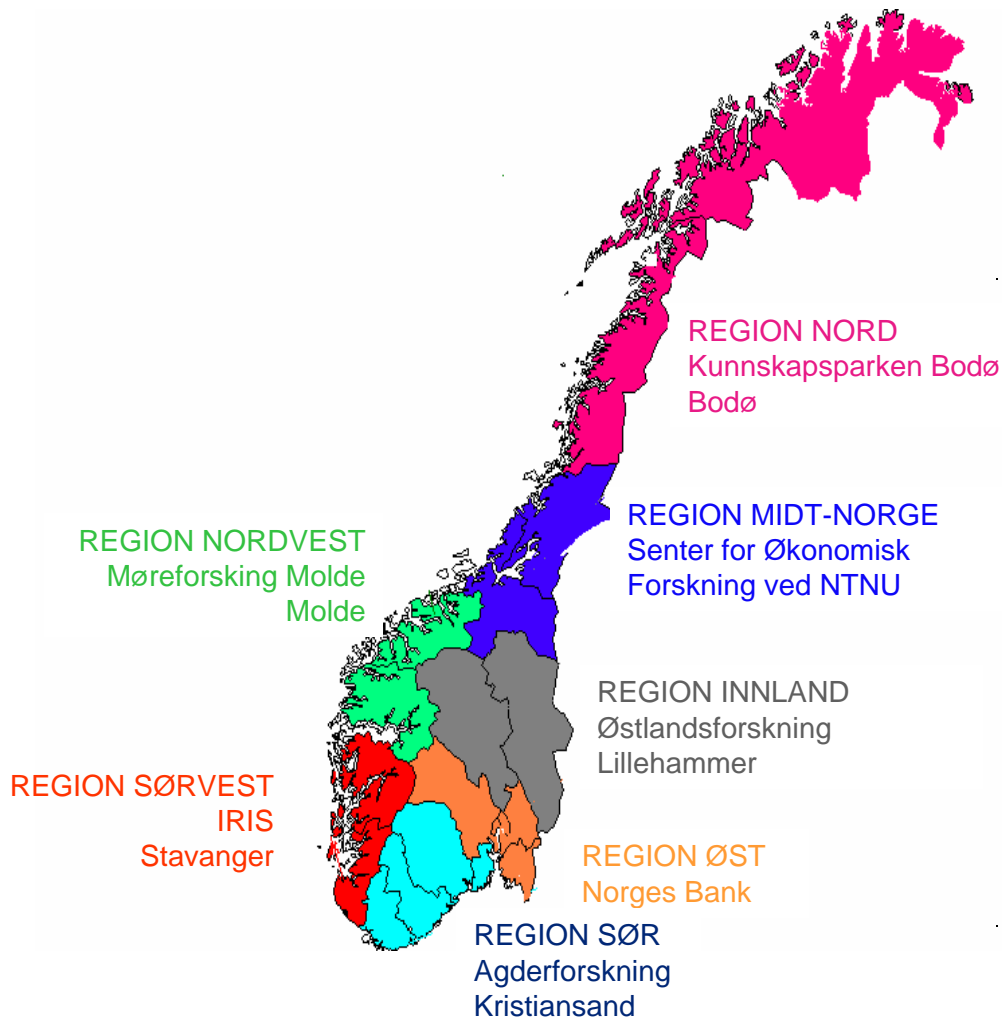 REGION NORD
Kunnskapsparken Bodø
Bodø
REGION MIDT-NORGE
Senter for Økonomisk
Forskning ved NTNU
REGION NORDVEST
Møreforsking Molde
Molde
REGION INNLAND
Østlandsforskning
Lillehammer
REGION SØRVEST
IRIS
Stavanger
REGION ØST
Norges Bank
REGION SØR
Agderforskning
Kristiansand